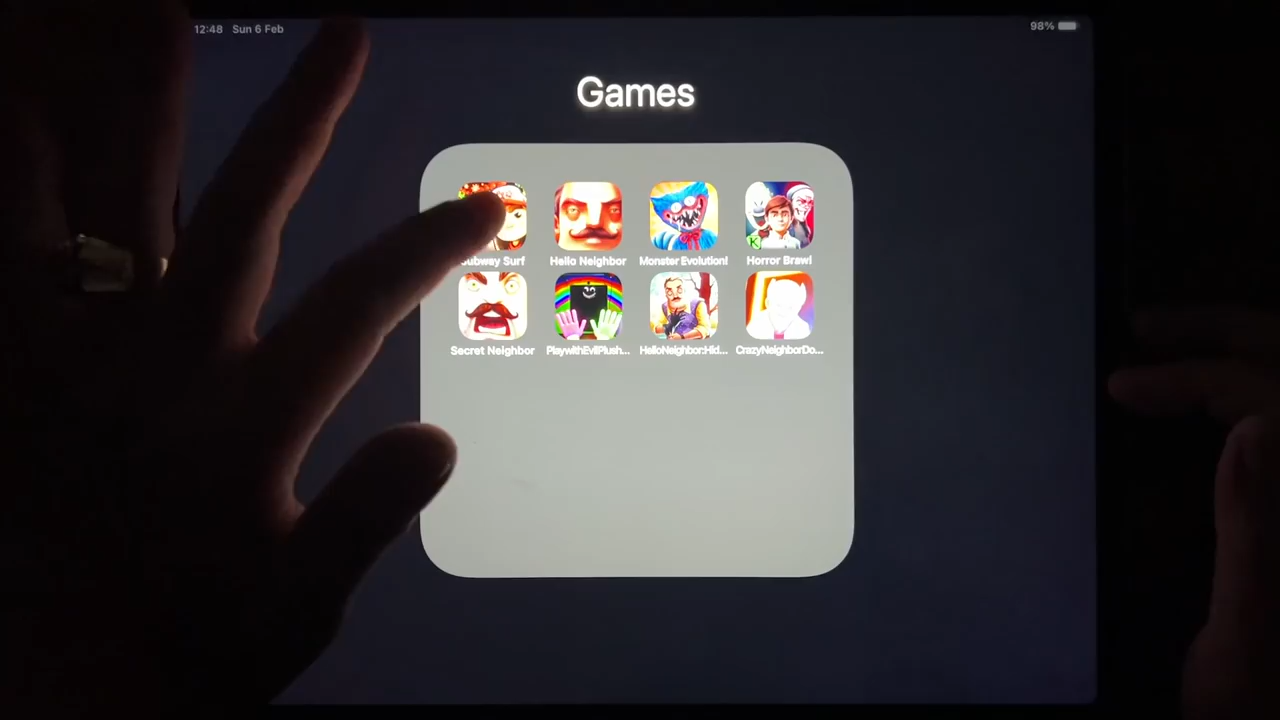 12:48 Sun 6 Feb
98%
Games
Subway Surf
Hello Neighbor
Monster Evolution!
Horror Brawl
Secret Neighbor
PlaywithEvilPlush...
HelloNeighbor:Hid...
CrazyNeighborDo...